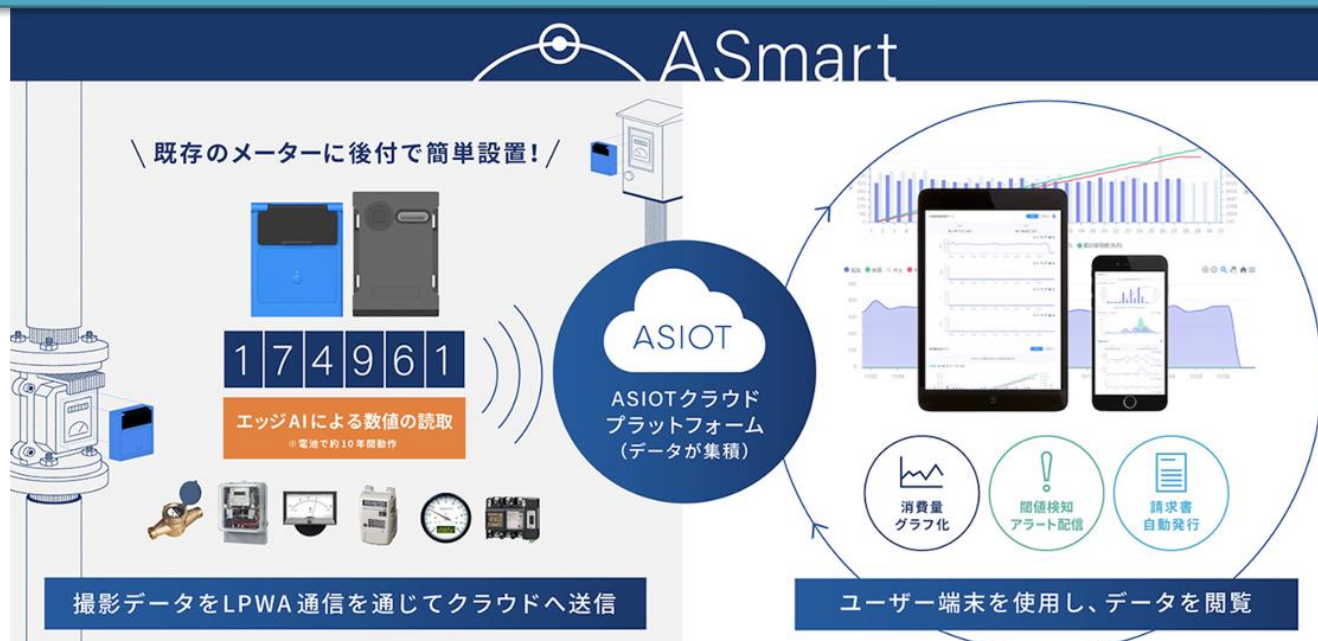 ASmart
\ 既存のメーターに後付で簡単設置! /
174961
エッジAIによる数値の読取
※電池で約10年間動作
ASIOT
ASIOTクラウド
プラットフォーム
(データが集積)
消費量
グラフ化
閾値検知
アラート配信
請求書
自動発行
撮影データをLPWA通信を通じてクラウドへ送信
ユーザー端末を使用し、データを閲覧